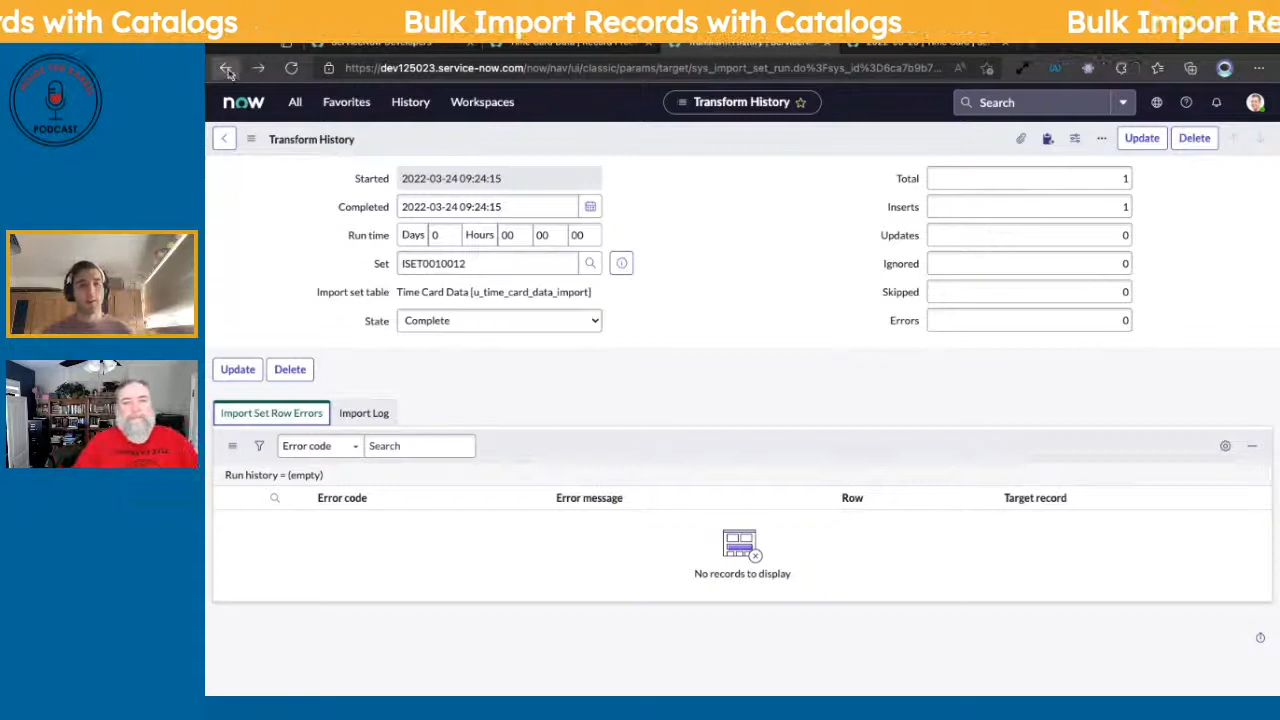 ds with Catalogs
Bulk Import Records with Catalogs
Bulk Import Re
PODCAST
https://dev125023.service-now.com/now/nav/ui/classic/params/target/sys_import_set_run.do%3Fsys_id%3D6ca7b9b7...
now
All
Favorites
History
Workspaces
Transform History
Search
Transform History
Update
Delete
Started
2022-03-24 09:24:15
Total
1
Completed
2022-03-24 09:24:15
Inserts
1
Run time
Days 0 Hours 00 00 00
Updates
0
Set
ISET0010012
Ignored
0
Import set table
Time Card Data [u_time_card_data_import]
Skipped
0
State
Complete
Errors
0
Update
Delete
Import Set Row Errors
Import Log
Error code
Search
Run history = (empty)
Error code
Error message
Row
Target record
No records to display